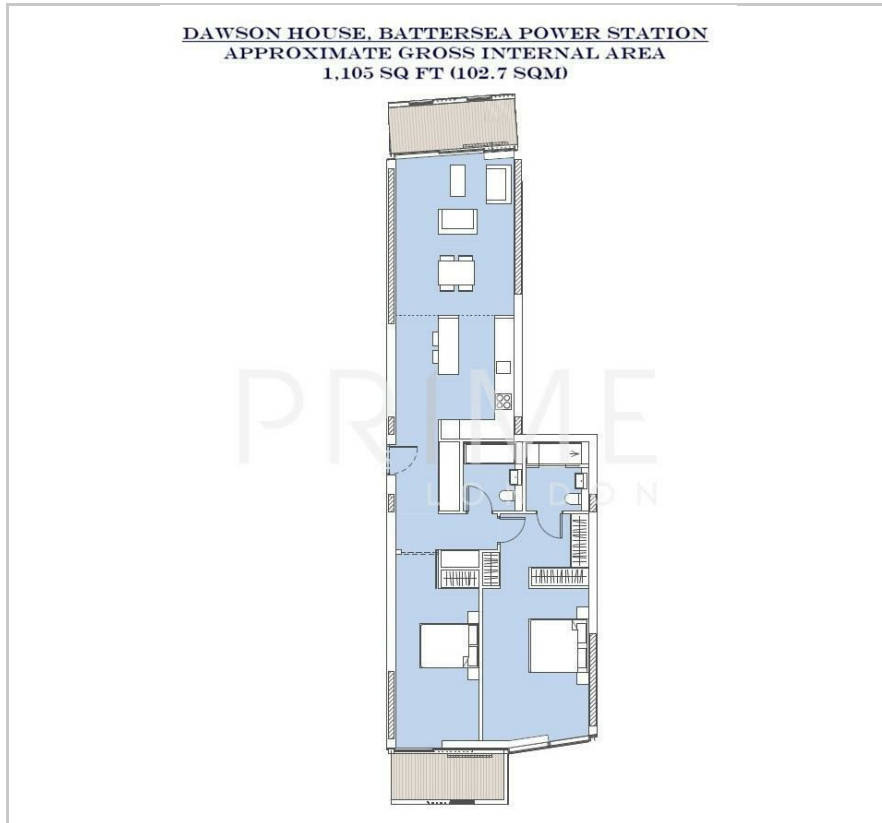 DAWSON HOUSE, BATTERSEA POWER STATION
APPROXIMATE GROSS INTERNAL AREA
1,105 SQ FT (102.7 SQM)
PRIME
LONDON